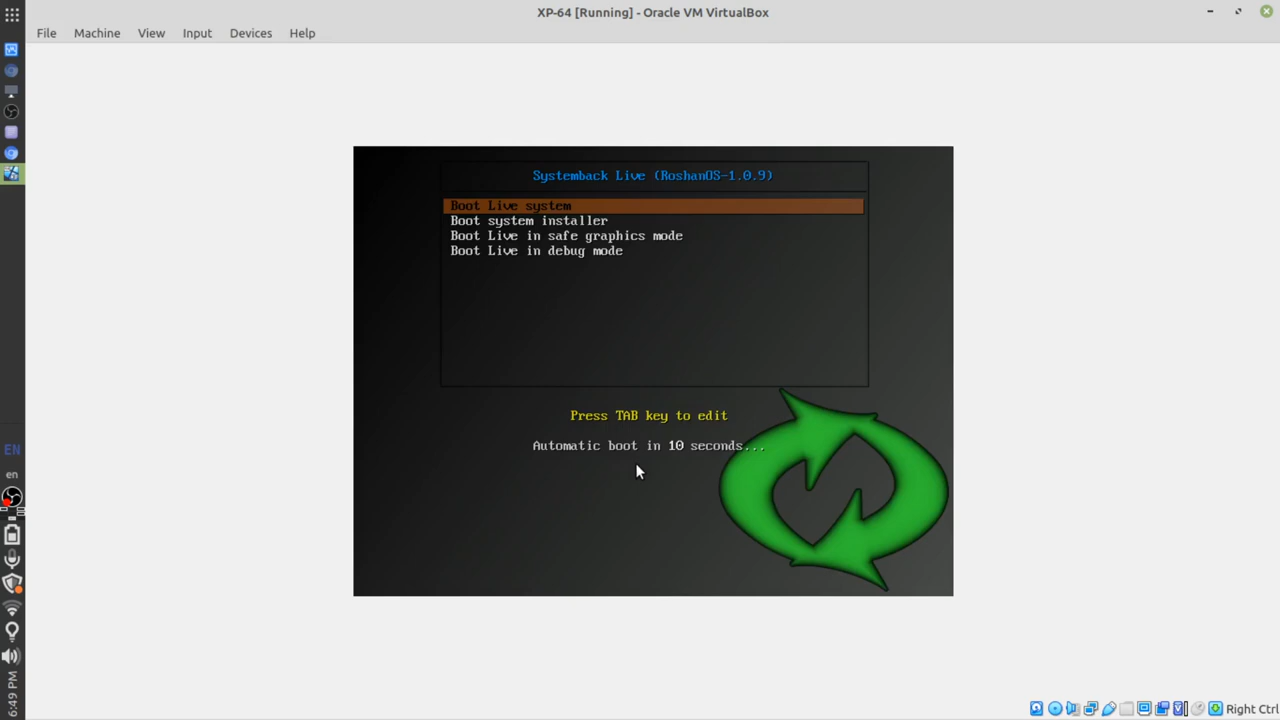 XP-64 [Running] - Oracle VM VirtualBox
File Machine View Input Devices Help
Systemback Live (RoshanOS-1.0.9)
Boot Live system
Boot system installer
Boot Live in safe graphics mode
Boot Live in debug mode
Press TAB key to edit
Automatic boot in 10 seconds...
EN
en
6:49 PM
Right Ctrl